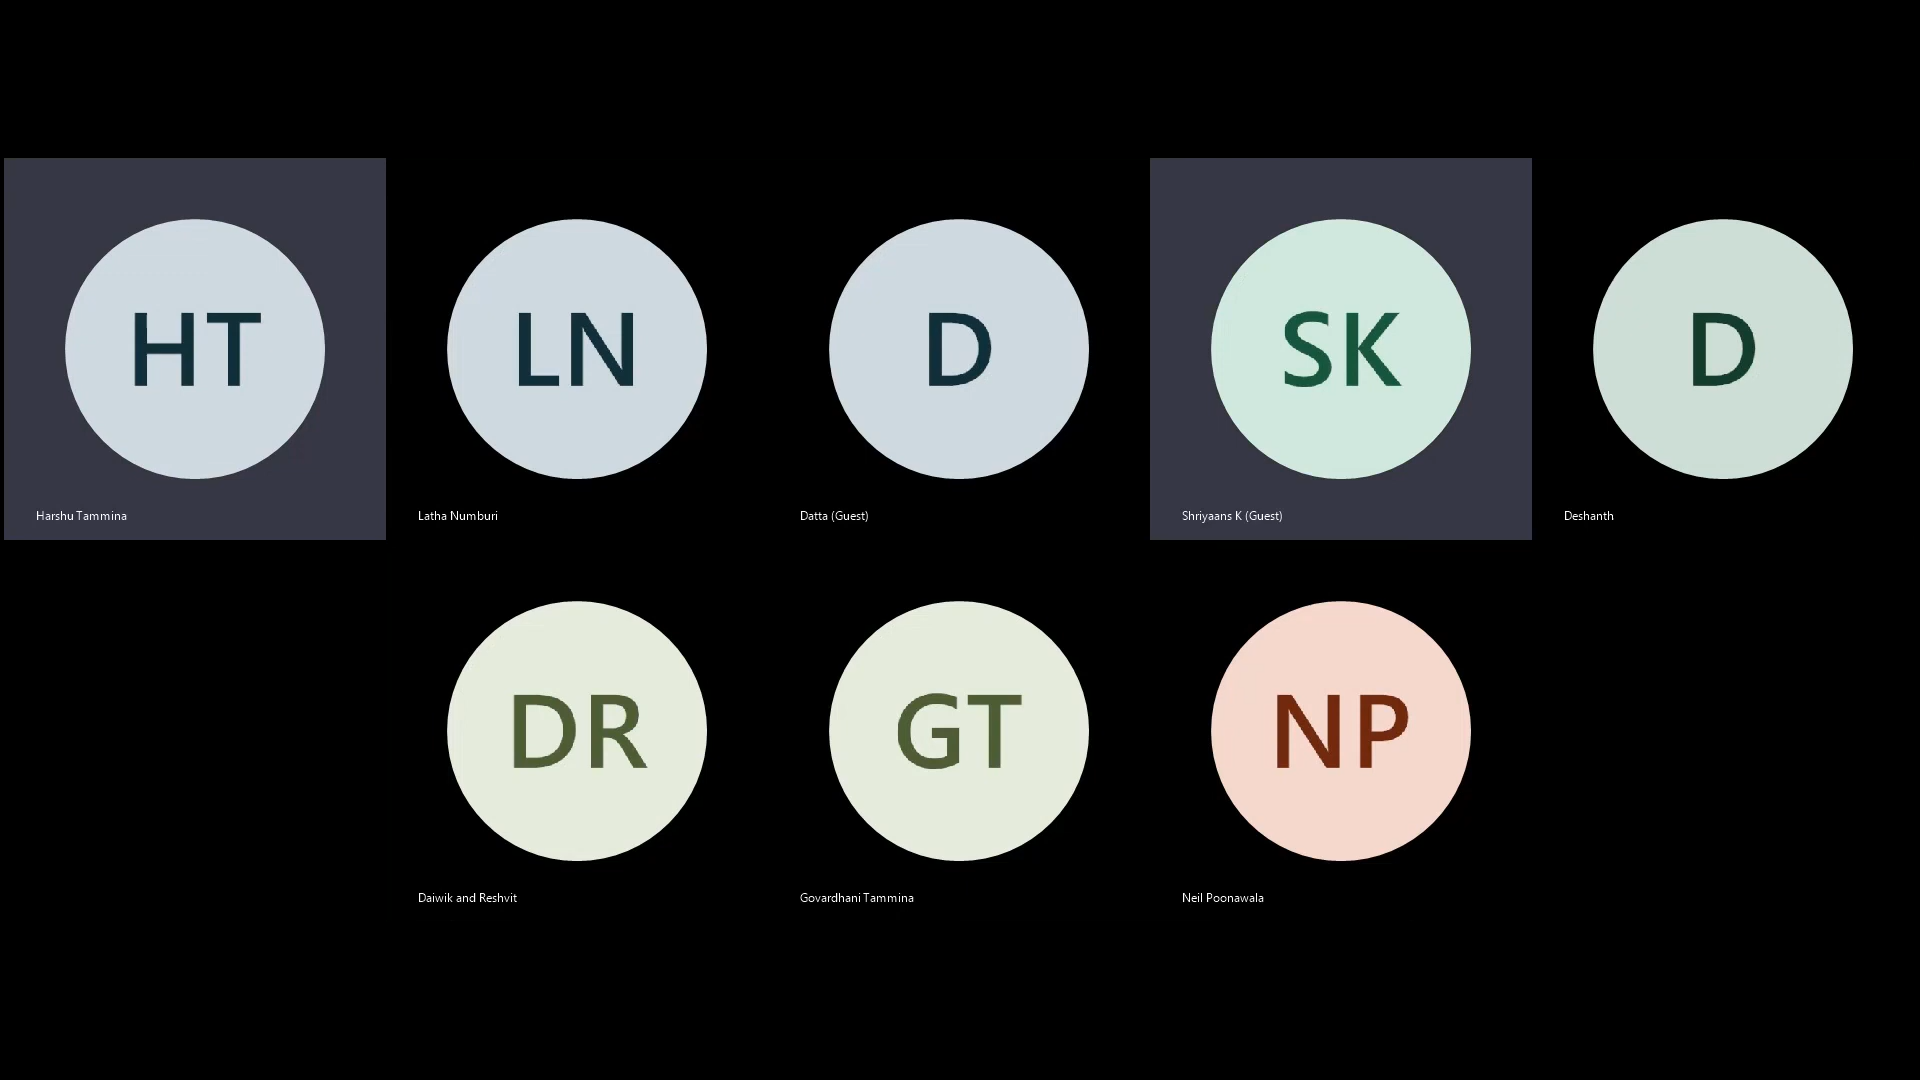 HT
LN
D
SK
D
Harshu Tammina
Latha Numburi
Datta (Guest)
Shriyaans K (Guest)
Deshanth
DR
GT
NP
Daiwik and Reshvit
Govardhani Tammina
Neil Poonawala